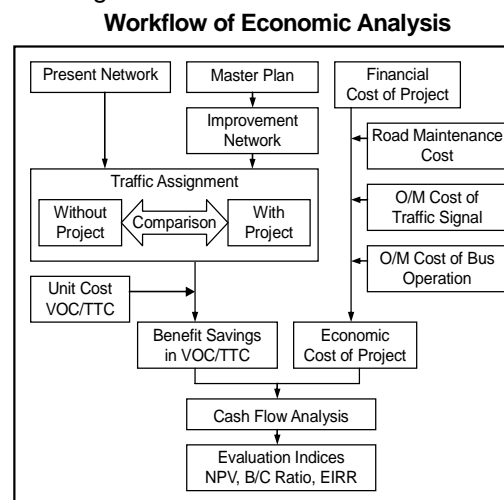 Workflow of Economic Analysis
Present Network
Master Plan
Financial
Cost of Project
Improvement
Network
Road Maintenance
Cost
Traffic Assignment
Without
Project
Comparison
With
Project
O/M Cost of
Traffic Signal
O/M Cost of Bus
Operation
Unit Cost
VOC/TTC
Benefit Savings
in VOC/TTC
Economic
Cost of Project
Cash Flow Analysis
Evaluation Indices
NPV, B/C Ratio, EIRR